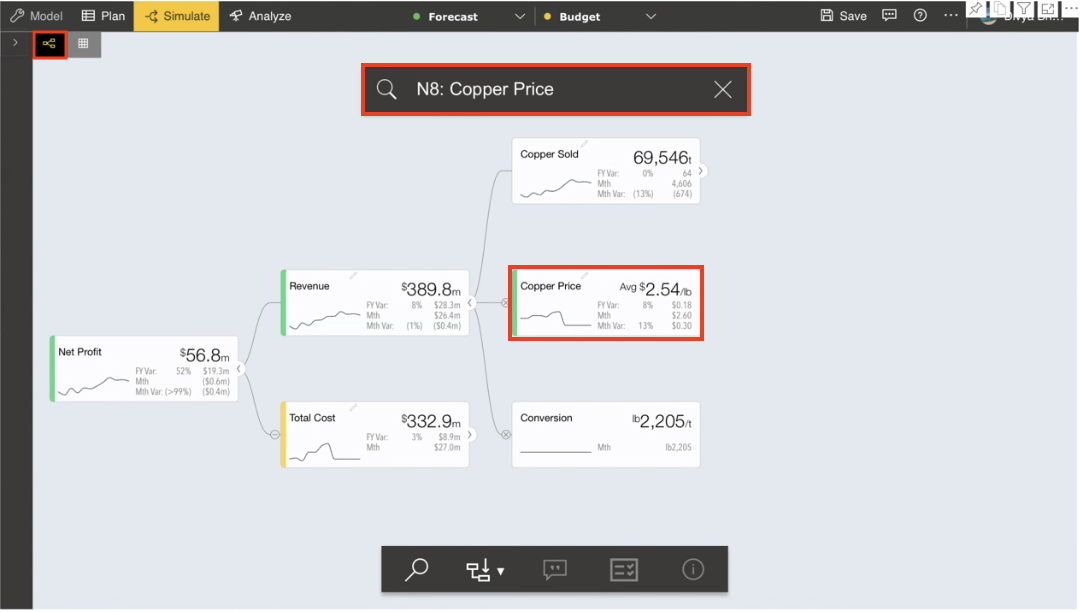 Model Plan Simulate Analyze Forecast Budget Save
N8: Copper Price
Copper Sold 69,546t
FY Var: 0% 64
Mth 4,606
Mth Var: (13%) (674)
Revenue $389.8m
FY Var: 8% $28.3m
Mth $26.4m
Mth Var: (1%) ($0.4m)
Copper Price Avg $2.54/lb
FY Var: 8% $0.18
Mth $2.60
Mth Var: 13% $0.30
Net Profit $56.8m
FY Var: 52% $19.3m
Mth ($0.6m)
Mth Var: (>99%) ($0.4m)
Total Cost $332.9m
FY Var: 3% $8.9m
Mth $27.0m
Conversion lb2,205/t
Mth lb2,205